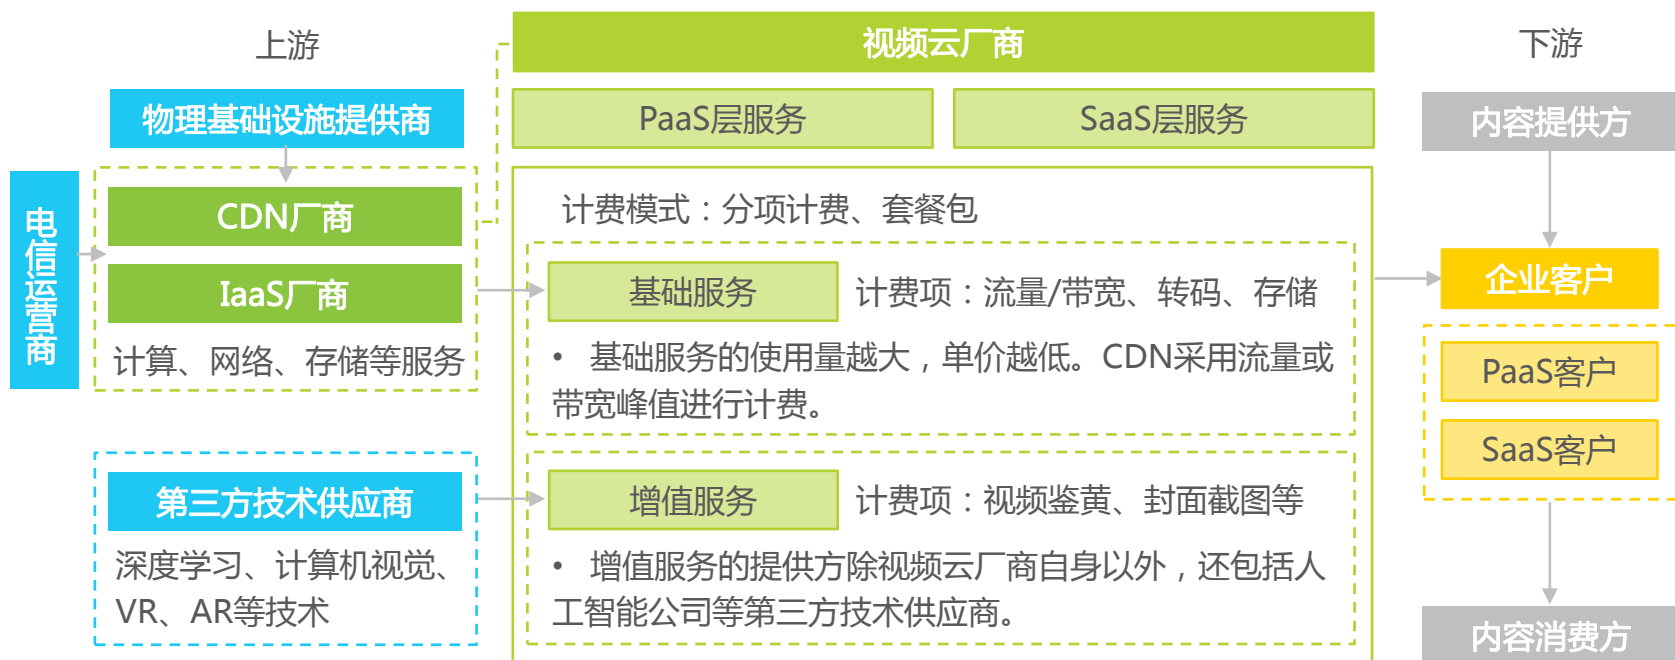 上游
物理基础设施提供商
电信运营商
CDN厂商
IaaS厂商
计算、网络、存储等服务
第三方技术供应商
深度学习、计算机视觉、
VR、AR等技术
视频云厂商
PaaS层服务
SaaS层服务
计费模式：分项计费、套餐包
基础服务
计费项：流量/带宽、转码、存储
• 基础服务的使用量越大，单价越低。CDN采用流量或
带宽峰值进行计费。
增值服务
计费项：视频鉴黄、封面截图等
• 增值服务的提供方除视频云厂商自身以外，还包括人
工智能公司等第三方技术供应商。
下游
内容提供方
企业客户
PaaS客户
SaaS客户
内容消费方